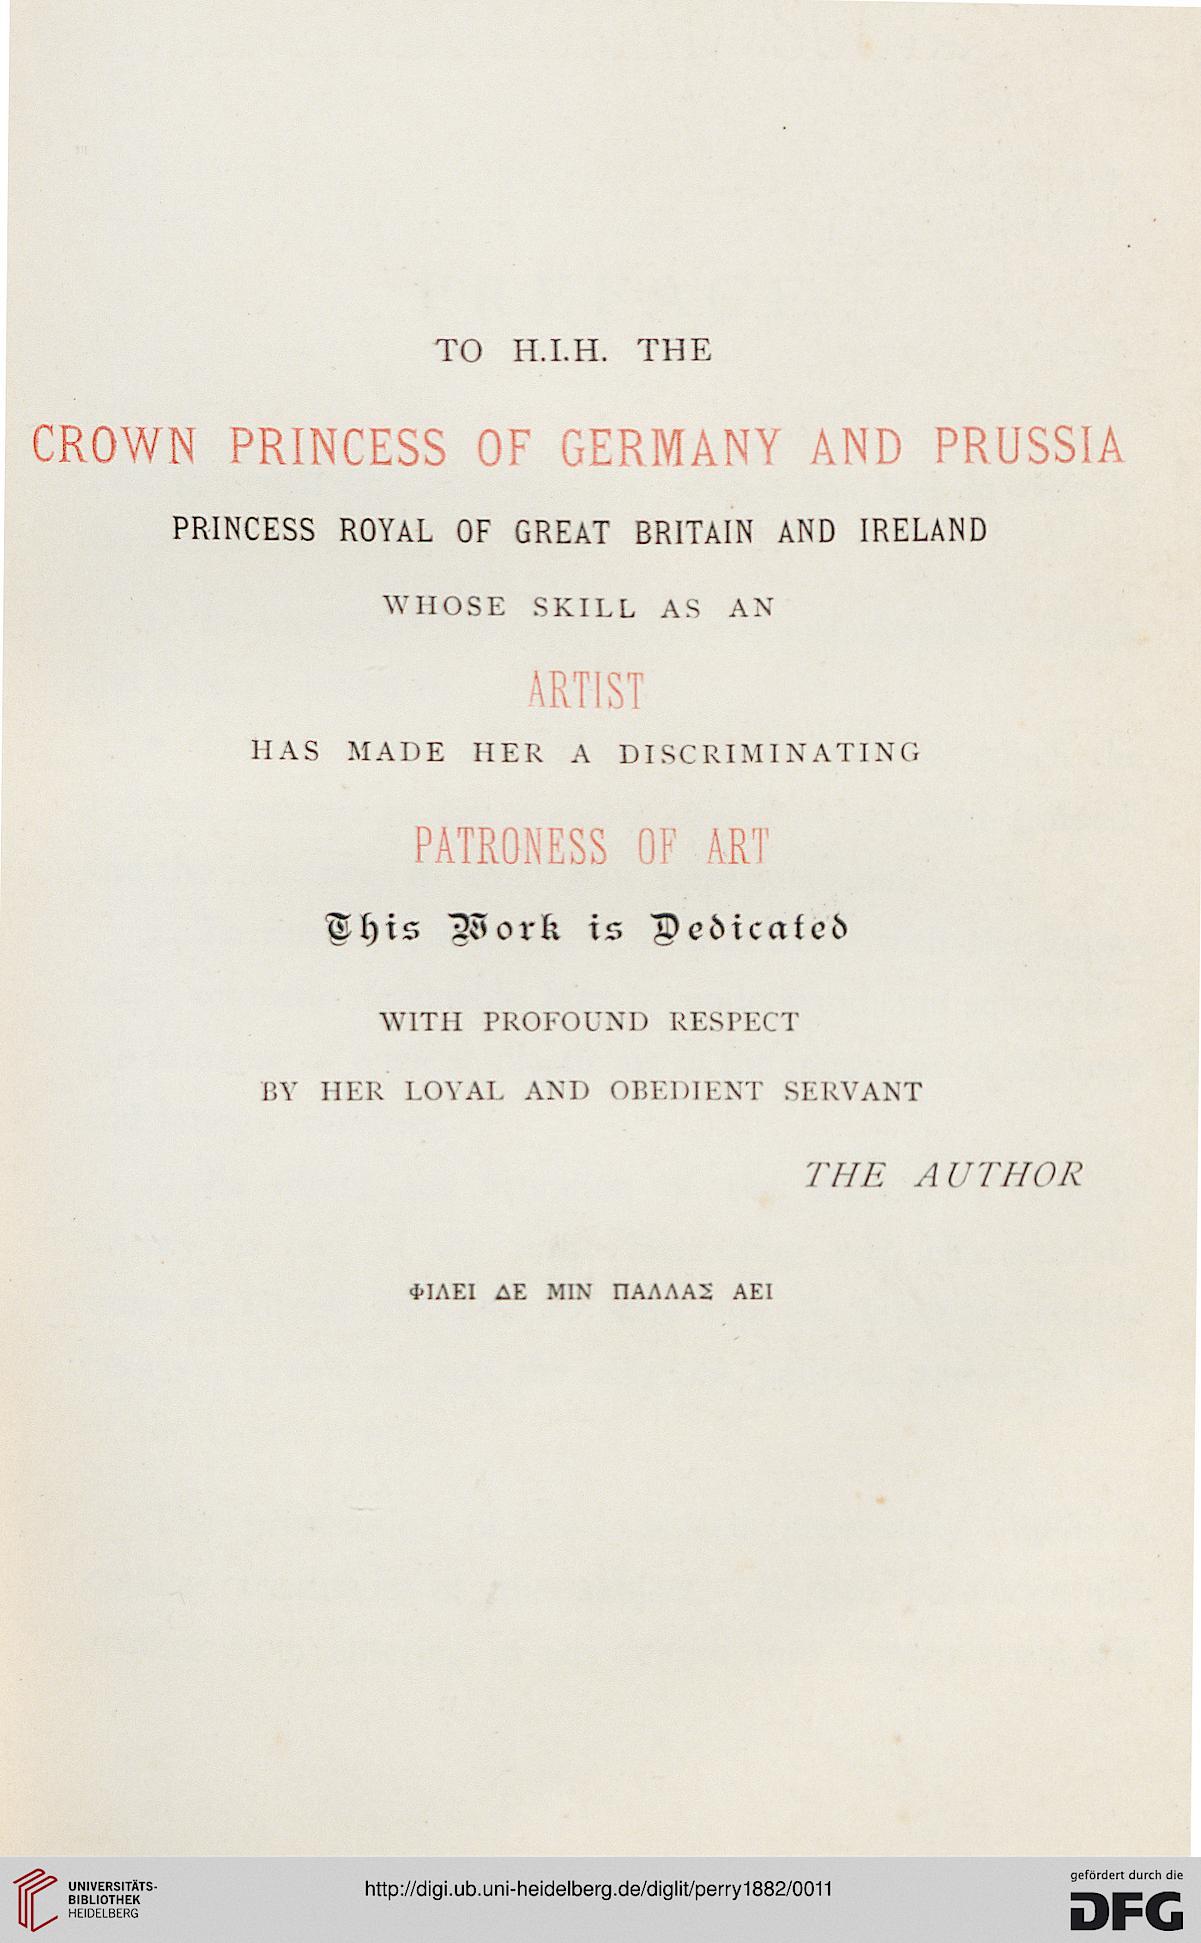 TO H.I.H. THE
CROWN PRINCESS OF GERMANY AND PRUSSIA
PRINCESS ROYAL OF GREAT BRITAIN AND IRELAND
WHOSE SKILL AS AN
ARTIST
HAS MADE HER A DISCRIMINATING
PATRONESS OF ART
This Work is Dedicated
WITH PROFOUND RESPECT
BY HER LOYAL AND OBEDIENT SERVANT
THE AUTHOR
ΦΙΛΕΙ ΔΕ ΜΙΝ ΠΑΛΛΑΣ ΑΕΙ
UNIVERSITÄTS-
BIBLIOTHEK
HEIDELBERG
http://digi.ub.uni-heidelberg.de/diglit/perry1882/0011
gefördert durch die
DFG